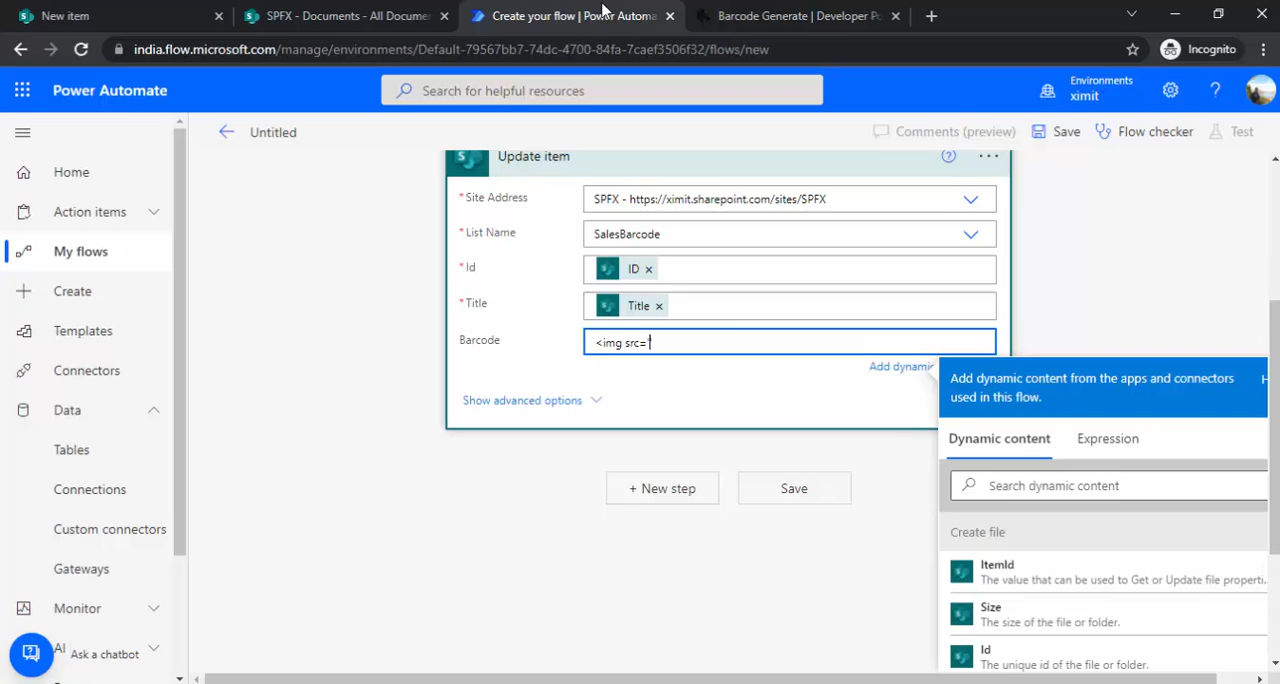 New item
SPFX - Documents - All Docume
Create your flow | Power Automa
Barcode Generate | Developer Po
india.flow.microsoft.com/manage/environments/Default-79567bb7-74dc-4700-84fa-7caef3506f32/flows/new
Incognito
Power Automate
Search for helpful resources
Environments
ximit
Untitled
Comments (preview)
Save
Flow checker
Test
Home
Action items
My flows
Create
Templates
Connectors
Data
Tables
Connections
Custom connectors
Gateways
Monitor
AI
Ask a chatbot
Update item
* Site Address
SPFX - https://ximit.sharepoint.com/sites/SPFX
* List Name
SalesBarcode
* Id
ID
* Title
Title
Barcode
<img src='
Add dynamic
Show advanced options
+ New step
Save
Add dynamic content from the apps and connectors
used in this flow.
H
Dynamic content
Expression
Search dynamic content
Create file
ItemId
The value that can be used to Get or Update file properti..
Size
The size of the file or folder.
Id
The unique id of the file or folder.